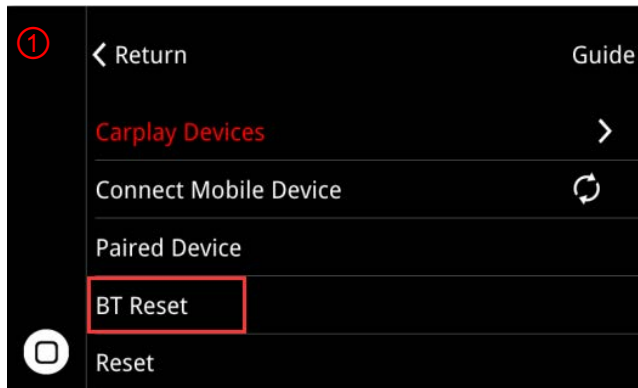 ①
Return Guide
Carplay Devices
Connect Mobile Device
Paired Device
BT Reset
Reset